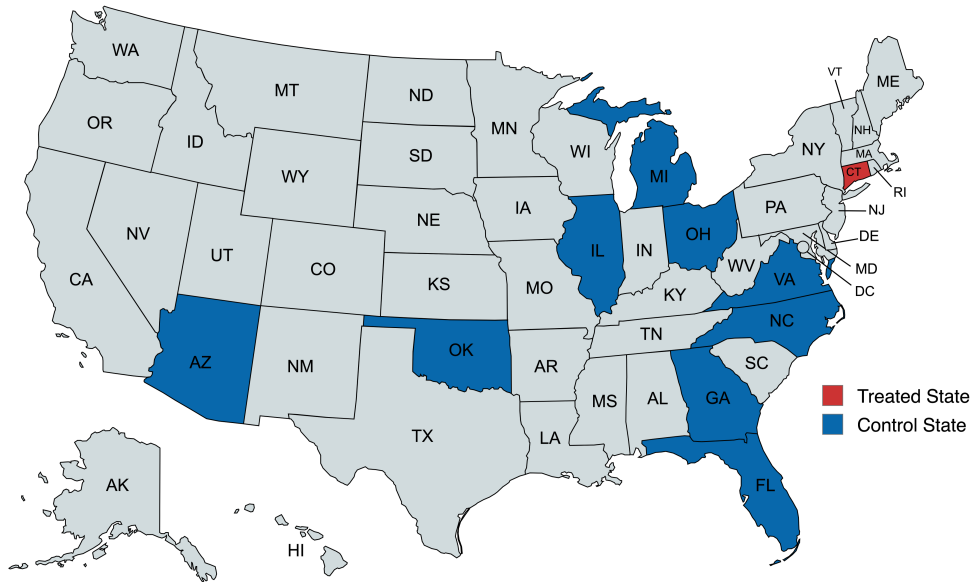 WA
MT
ND
MN
VT
ME
OR
ID
SD
WI
NY
NH
MA
CT
RI
WY
MI
IA
NE
PA
NJ
NV
UT
CO
IL
IN
OH
DE
CA
KS
MO
WV
VA
MD
DC
KY
NC
AZ
NM
OK
AR
TN
SC
MS
AL
GA
TX
LA
FL
AK
HI
Treated State
Control State